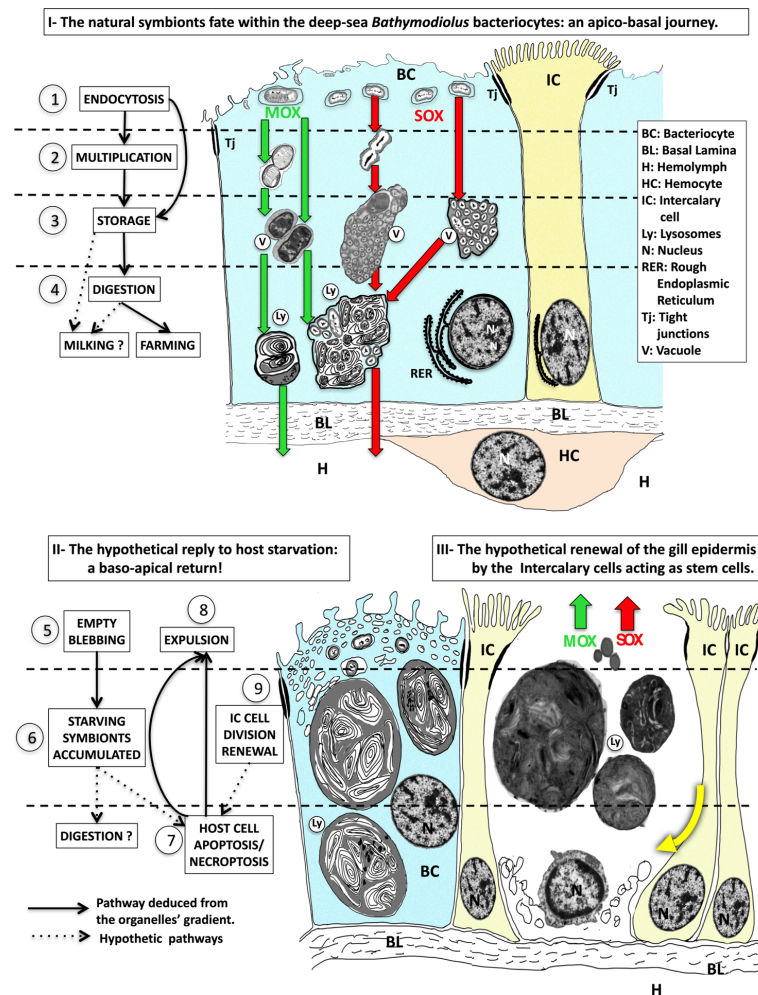 I- The natural symbionts fate within the deep-sea Bathymodiolus bacteriocytes: an apico-basal journey.
BC
IC
1
ENDOCYTOSIS
MOX
SOX
Tj
Tj
Tj
2
MULTIPLICATION
3
STORAGE
V
V
V
4
DIGESTION
Ly
Ly
MILKING ?
FARMING
N
N
N
RER
BC: Bacteriocyte
BL: Basal Lamina
H: Hemolymph
HC: Hemocyte
IC: Intercalary
cell
Ly: Lysosomes
N: Nucleus
RER: Rough
Endoplasmic
Reticulum
Tj: Tight
junctions
V: Vacuole
BL
BL
H
HC
N
H
II- The hypothetical reply to host starvation:
a baso-apical return!
III- The hypothetical renewal of the gill epidermis
by the Intercalary cells acting as stem cells.
5
EMPTY
BLEBBING
8
EXPULSION
MOX
SOX
IC
IC
IC
9
IC CELL
DIVISION
RENEWAL
6
STARVING
SYMBIONTS
ACCUMULATED
Ly
Ly
DIGESTION ?
7
HOST CELL
APOPTOSIS/
NECROPTOSIS
N
BC
N
N
N
N
Pathway deduced from
the organelles' gradient.
Hypothetic pathways
BL
BL
H